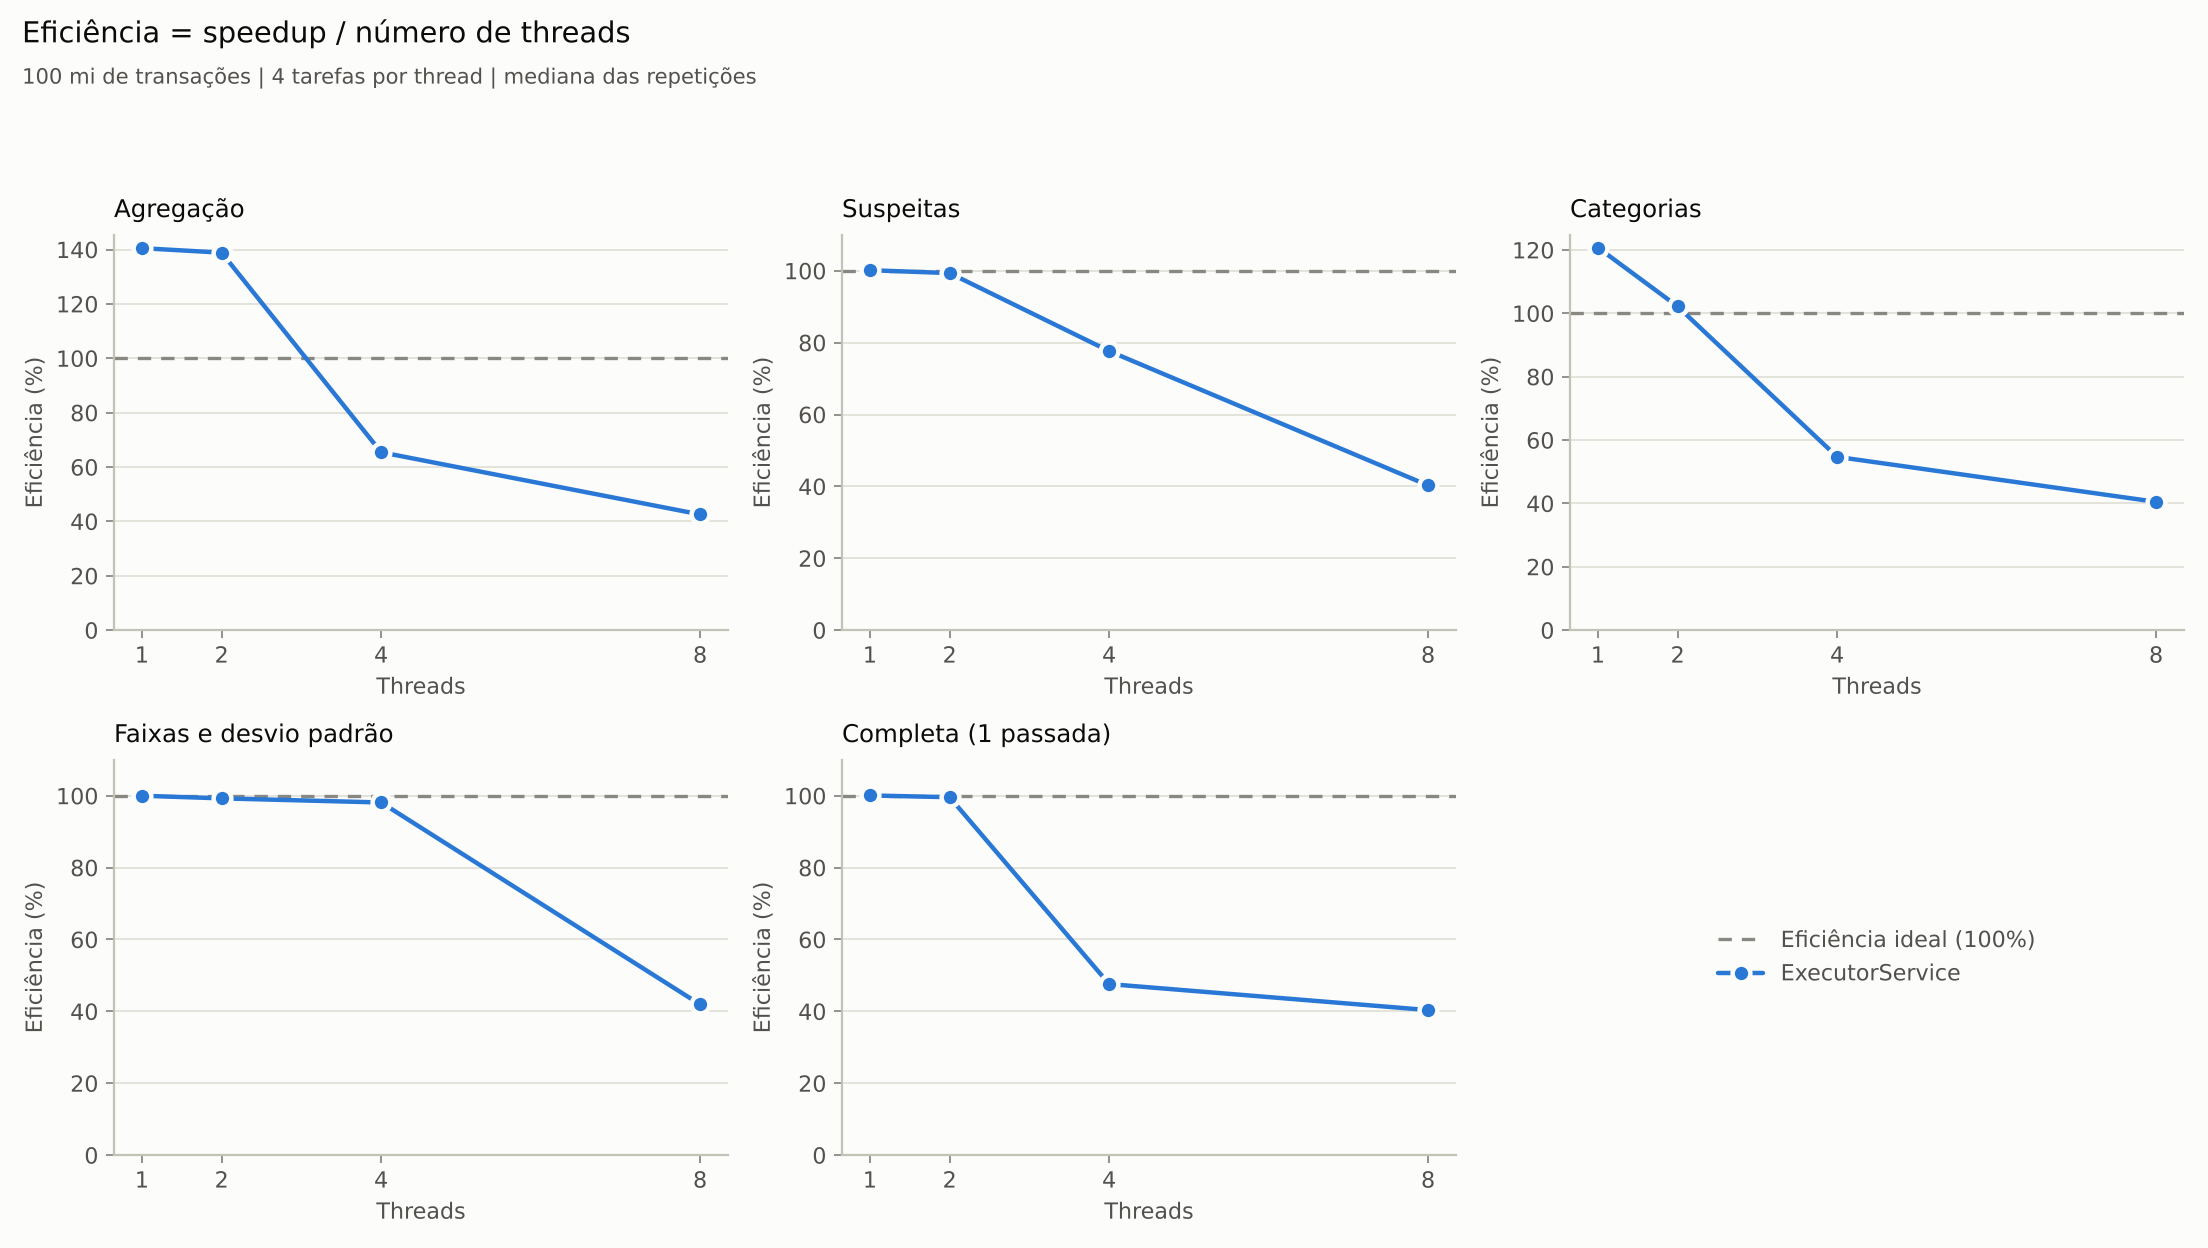 Eficiência = speedup / número de threads
100 mi de transações | 4 tarefas por thread | mediana das repetições
Agregação
140
120
100
80
60
40
20
0
Eficiência (%)
1 2 4 8
Threads
Suspeitas
100
80
60
40
20
0
Eficiência (%)
1 2 4 8
Threads
Categorias
120
100
80
60
40
20
0
Eficiência (%)
1 2 4 8
Threads
Faixas e desvio padrão
100
80
60
40
20
0
Eficiência (%)
1 2 4 8
Threads
Completa (1 passada)
100
80
60
40
20
0
Eficiência (%)
1 2 4 8
Threads
Eficiência ideal (100%)
ExecutorService